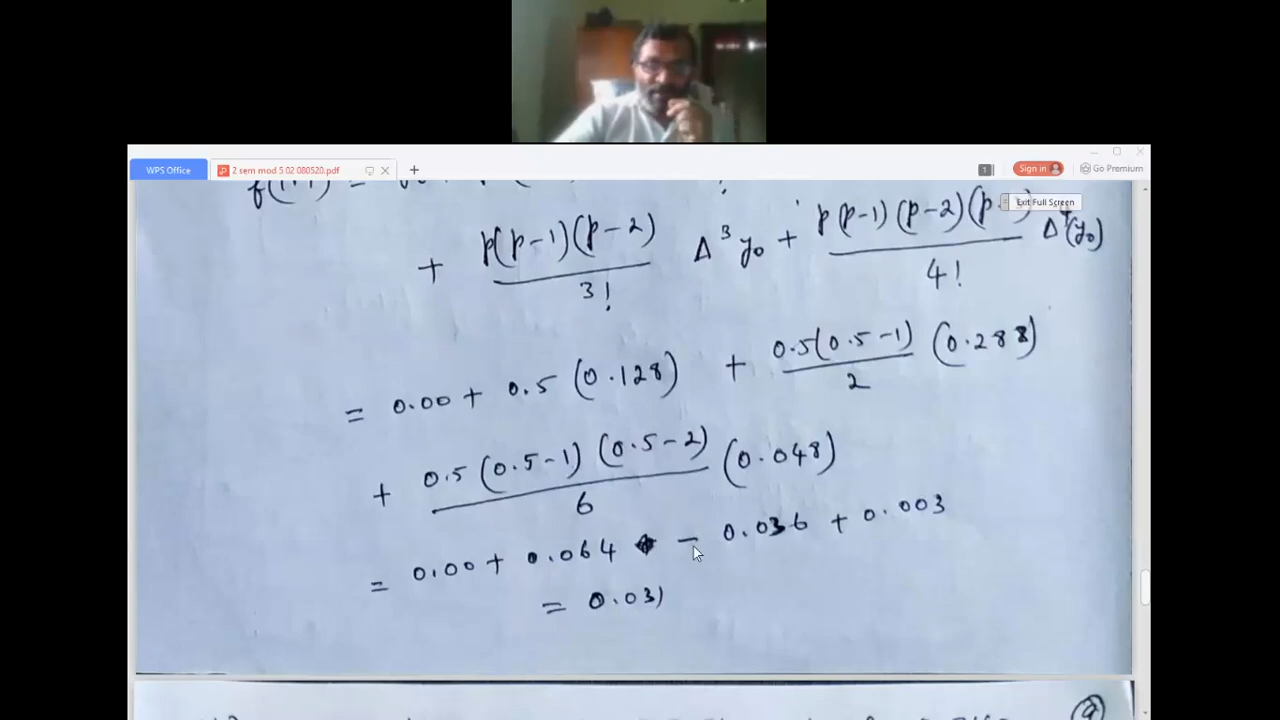 WPS Office 2 sem mod 5 02 080520.pdf × + 1 Sign in Go Premium
Exit Full Screen
+ p(p-1)(p-2) / 3! Δ³y₀ + p(p-1)(p-2)(p / 4! Δ⁴(y₀)
= 0.00 + 0.5 (0.128) + 0.5(0.5-1) / 2 (0.288)
+ 0.5 (0.5-1) (0.5-2) / 6 (0.048)
= 0.00 + 0.064 - 0.036 + 0.003
= 0.031